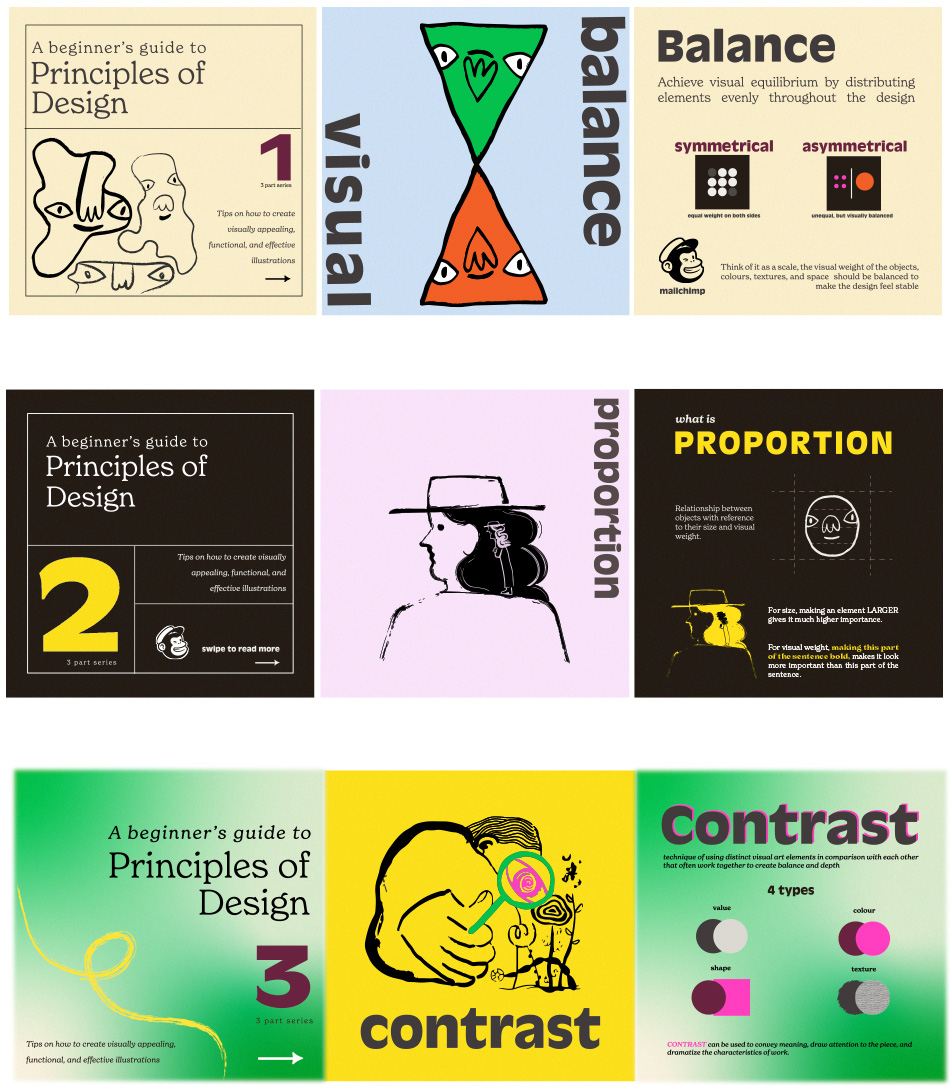 A beginner's guide to
Principles of
Design
1
3 part series
Tips on how to create
visually appealing,
functional, and effective
illustrations
visual
balance
Balance
Achieve visual equilibrium by distributing
elements evenly throughout the design
symmetrical
asymmetrical
equal weight on both sides
unequal, but visually balanced
mailchimp
Think of it as a scale, the visual weight of the objects,
colours, textures, and space should be balanced to
make the design feel stable
A beginner's guide to
Principles of
Design
2
3 part series
Tips on how to create visually
appealing, functional, and
effective illustrations
swipe to read more
proportion
what is
PROPORTION
Relationship between
objects with reference
to their size and visual
weight.
For size, making an element LARGER
gives it much higher importance.
For visual weight, making this part
of the sentence bold, makes it look
more important than this part of the
sentence.
A beginner's guide to
Principles of
Design
3
3 part series
Tips on how to create visually appealing,
functional, and effective illustrations
contrast
Contrast
technique of using distinct visual art elements in comparison with each other
that often work together to create balance and depth
4 types
value
colour
shape
texture
CONTRAST can be used to convey meaning, draw attention to the piece, and
dramatize the characteristics of work.